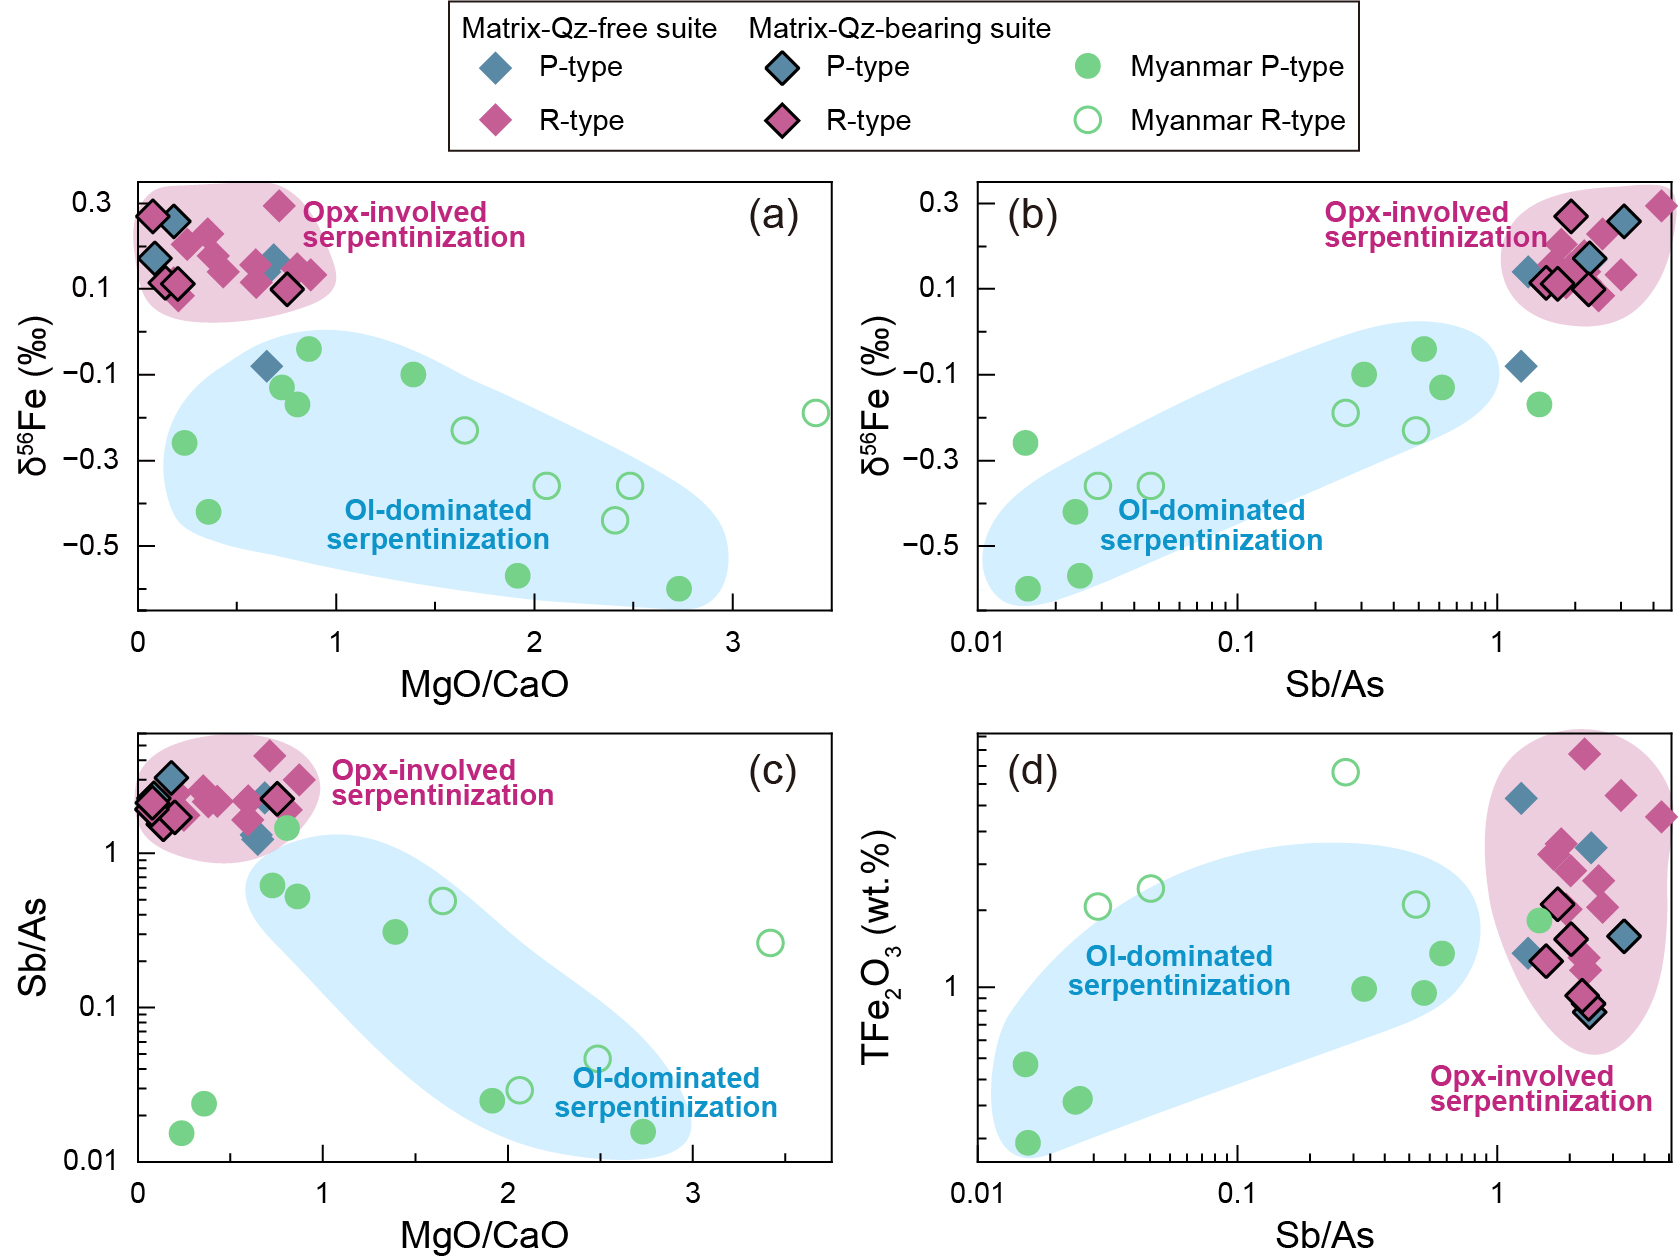 Matrix-Qz-free suite Matrix-Qz-bearing suite
P-type P-type Myanmar P-type
R-type R-type Myanmar R-type
(a)
Opx-involved
serpentinization
Ol-dominated
serpentinization
0.3
0.1
−0.1
−0.3
−0.5
δ⁵⁶Fe (‰)
0 1 2 3
MgO/CaO
(b)
Opx-involved
serpentinization
Ol-dominated
serpentinization
0.3
0.1
−0.1
−0.3
−0.5
δ⁵⁶Fe (‰)
0.01 0.1 1
Sb/As
(c)
Opx-involved
serpentinization
Ol-dominated
serpentinization
1
0.1
0.01
Sb/As
0 1 2 3
MgO/CaO
(d)
Ol-dominated
serpentinization
Opx-involved
serpentinization
1
TFe₂O₃ (wt.%)
0.01 0.1 1
Sb/As